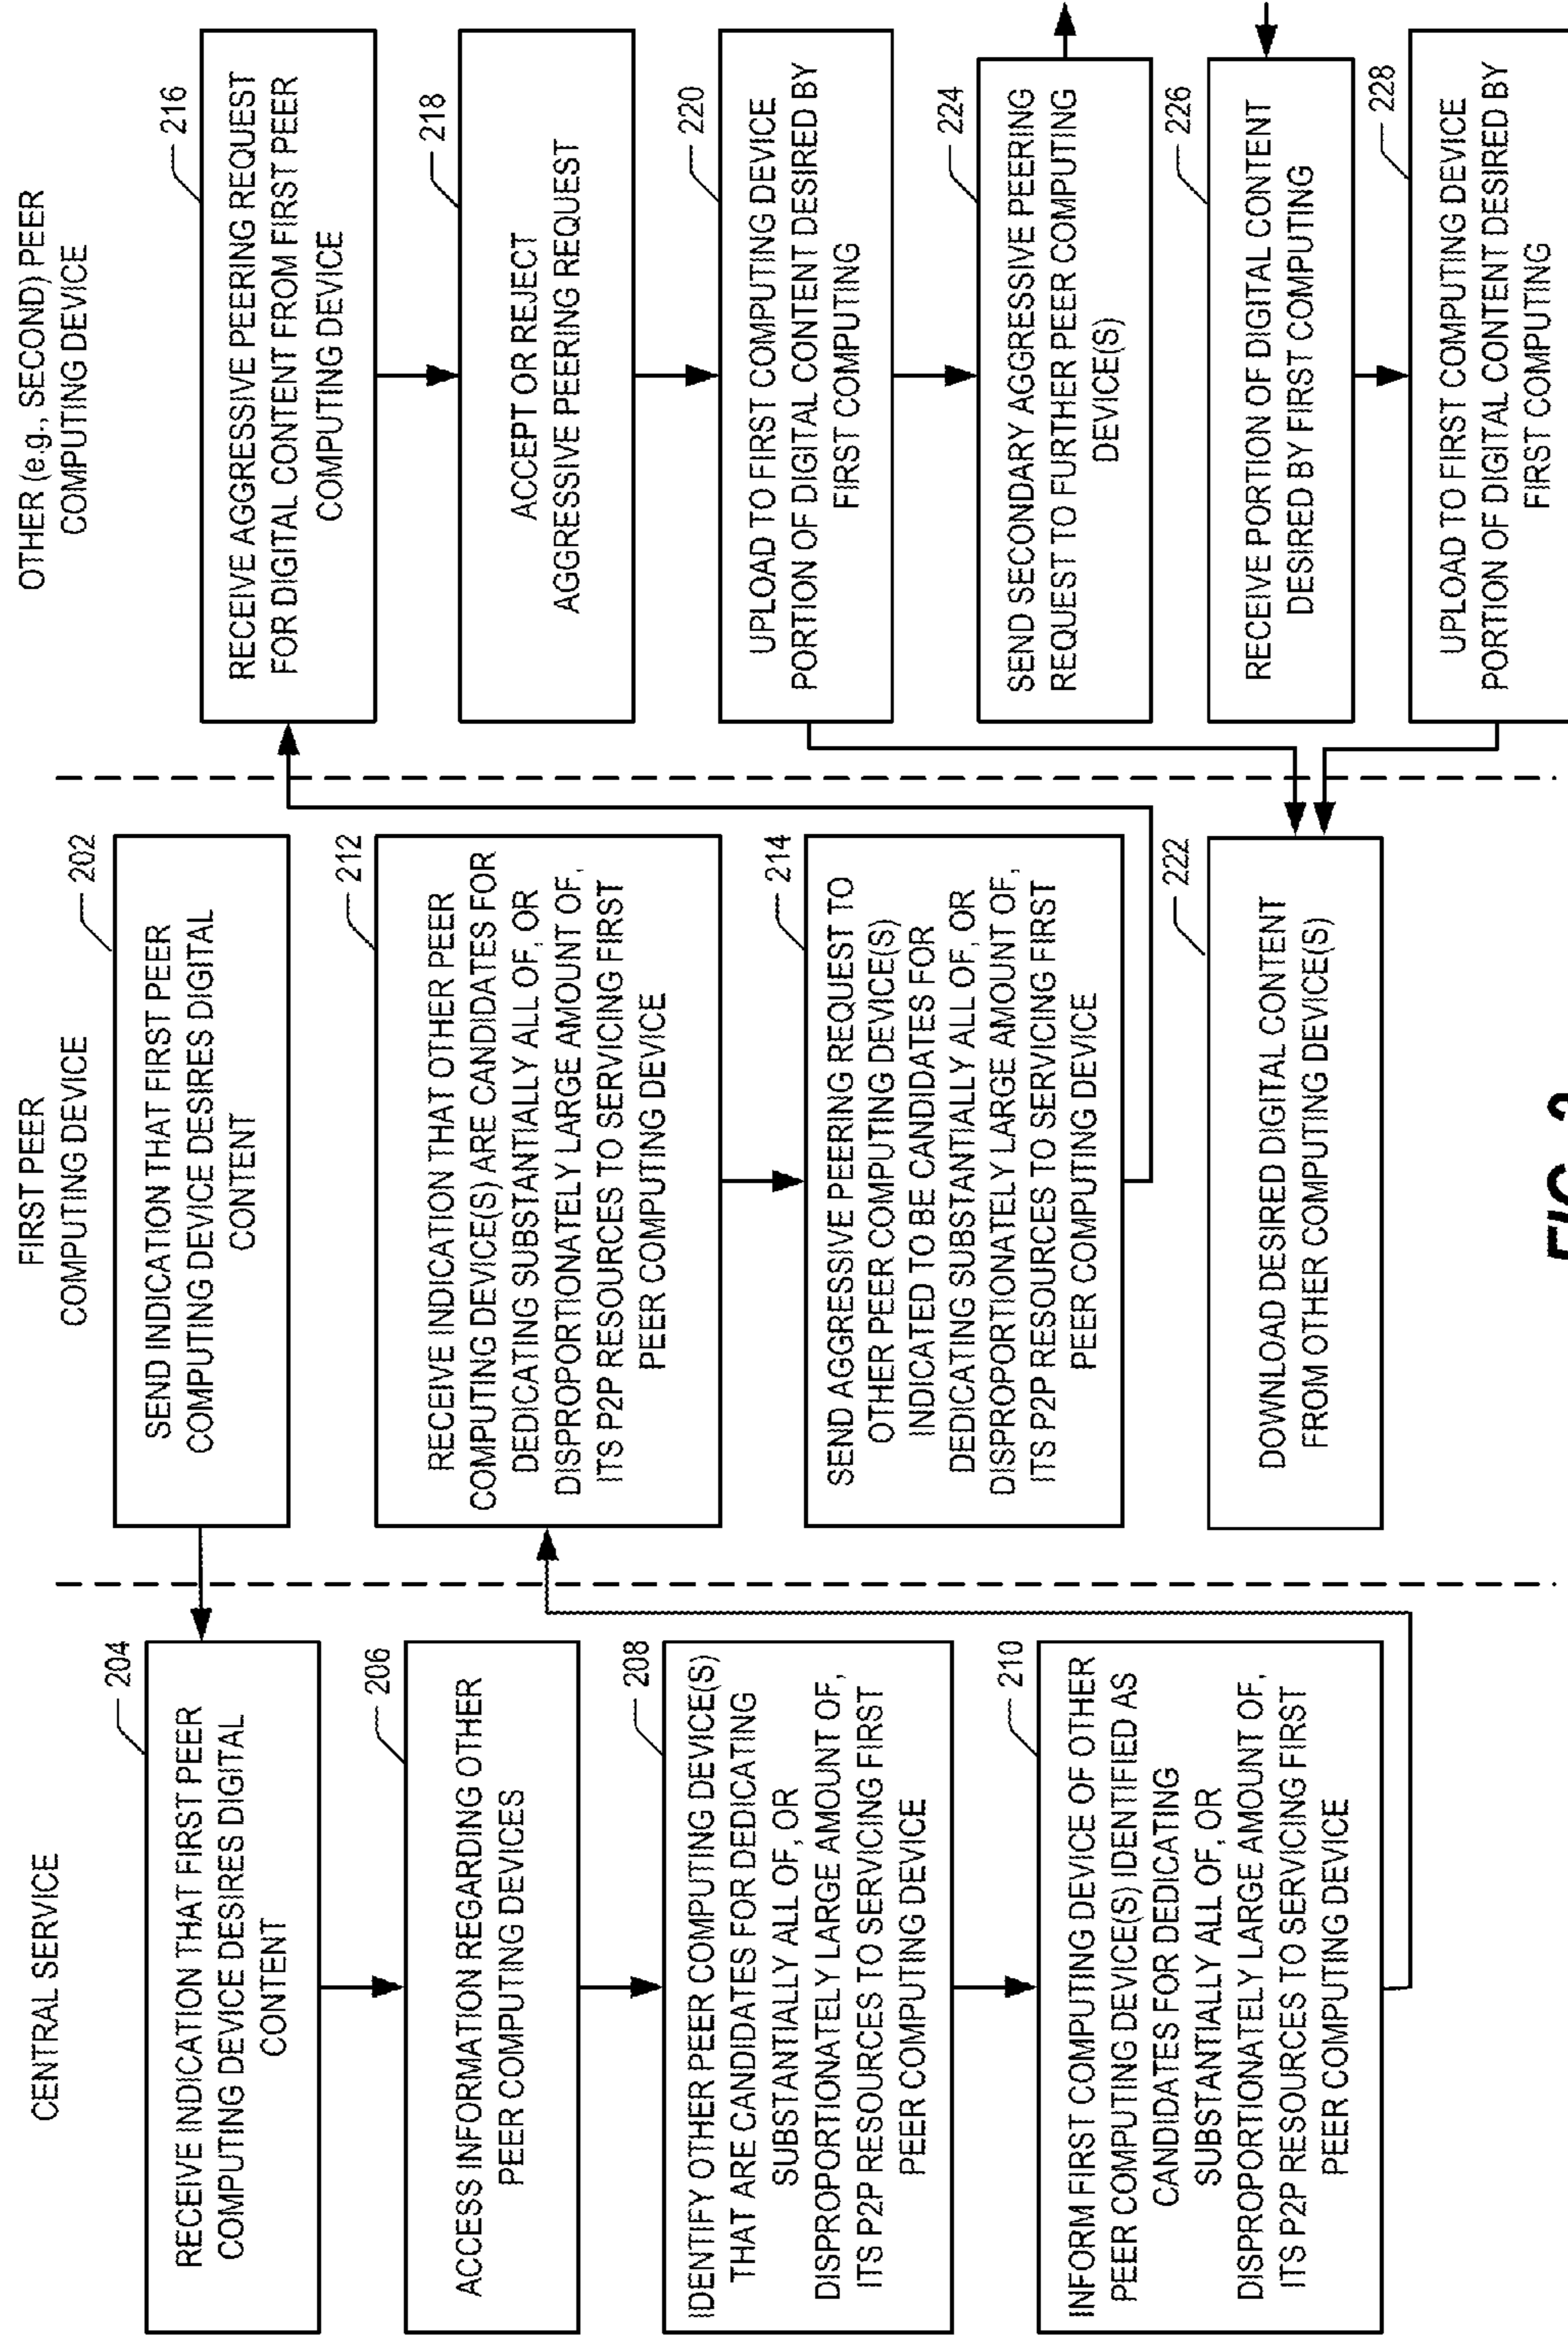 CENTRAL SERVICE
204
RECEIVE INDICATION THAT FIRST PEER
COMPUTING DEVICE DESIRES DIGITAL
CONTENT
206
ACCESS INFORMATION REGARDING OTHER
PEER COMPUTING DEVICES
208
IDENTIFY OTHER PEER COMPUTING DEVICE(S)
THAT ARE CANDIDATES FOR DEDICATING
SUBSTANTIALLY ALL OF, OR
DISPROPORTIONATELY LARGE AMOUNT OF,
ITS P2P RESOURCES TO SERVICING FIRST
PEER COMPUTING DEVICE
210
INFORM FIRST COMPUTING DEVICE OF OTHER
PEER COMPUTING DEVICE(S) IDENTIFIED AS
CANDIDATES FOR DEDICATING
SUBSTANTIALLY ALL OF, OR
DISPROPORTIONATELY LARGE AMOUNT OF,
ITS P2P RESOURCES TO SERVICING FIRST
PEER COMPUTING DEVICE
FIRST PEER
COMPUTING DEVICE
202
SEND INDICATION THAT FIRST PEER
COMPUTING DEVICE DESIRES DIGITAL
CONTENT
212
RECEIVE INDICATION THAT OTHER PEER
COMPUTING DEVICE(S) ARE CANDIDATES FOR
DEDICATING SUBSTANTIALLY ALL OF, OR
DISPROPORTIONATELY LARGE AMOUNT OF,
ITS P2P RESOURCES TO SERVICING FIRST
PEER COMPUTING DEVICE
214
SEND AGGRESSIVE PEERING REQUEST TO
OTHER PEER COMPUTING DEVICE(S)
INDICATED TO BE CANDIDATES FOR
DEDICATING SUBSTANTIALLY ALL OF, OR
DISPROPORTIONATELY LARGE AMOUNT OF,
ITS P2P RESOURCES TO SERVICING FIRST
PEER COMPUTING DEVICE
222
DOWNLOAD DESIRED DIGITAL CONTENT
FROM OTHER COMPUTING DEVICE(S)
OTHER (e.g., SECOND) PEER
COMPUTING DEVICE
216
RECEIVE AGGRESSIVE PEERING REQUEST
FOR DIGITAL CONTENT FROM FIRST PEER
COMPUTING DEVICE
218
ACCEPT OR REJECT
AGGRESSIVE PEERING REQUEST
220
UPLOAD TO FIRST COMPUTING DEVICE
PORTION OF DIGITAL CONTENT DESIRED BY
FIRST COMPUTING
224
SEND SECONDARY AGGRESSIVE PEERING
REQUEST TO FURTHER PEER COMPUTING
DEVICE(S)
226
RECEIVE PORTION OF DIGITAL CONTENT
DESIRED BY FIRST COMPUTING
228
UPLOAD TO FIRST COMPUTING DEVICE
PORTION OF DIGITAL CONTENT DESIRED BY
FIRST COMPUTING